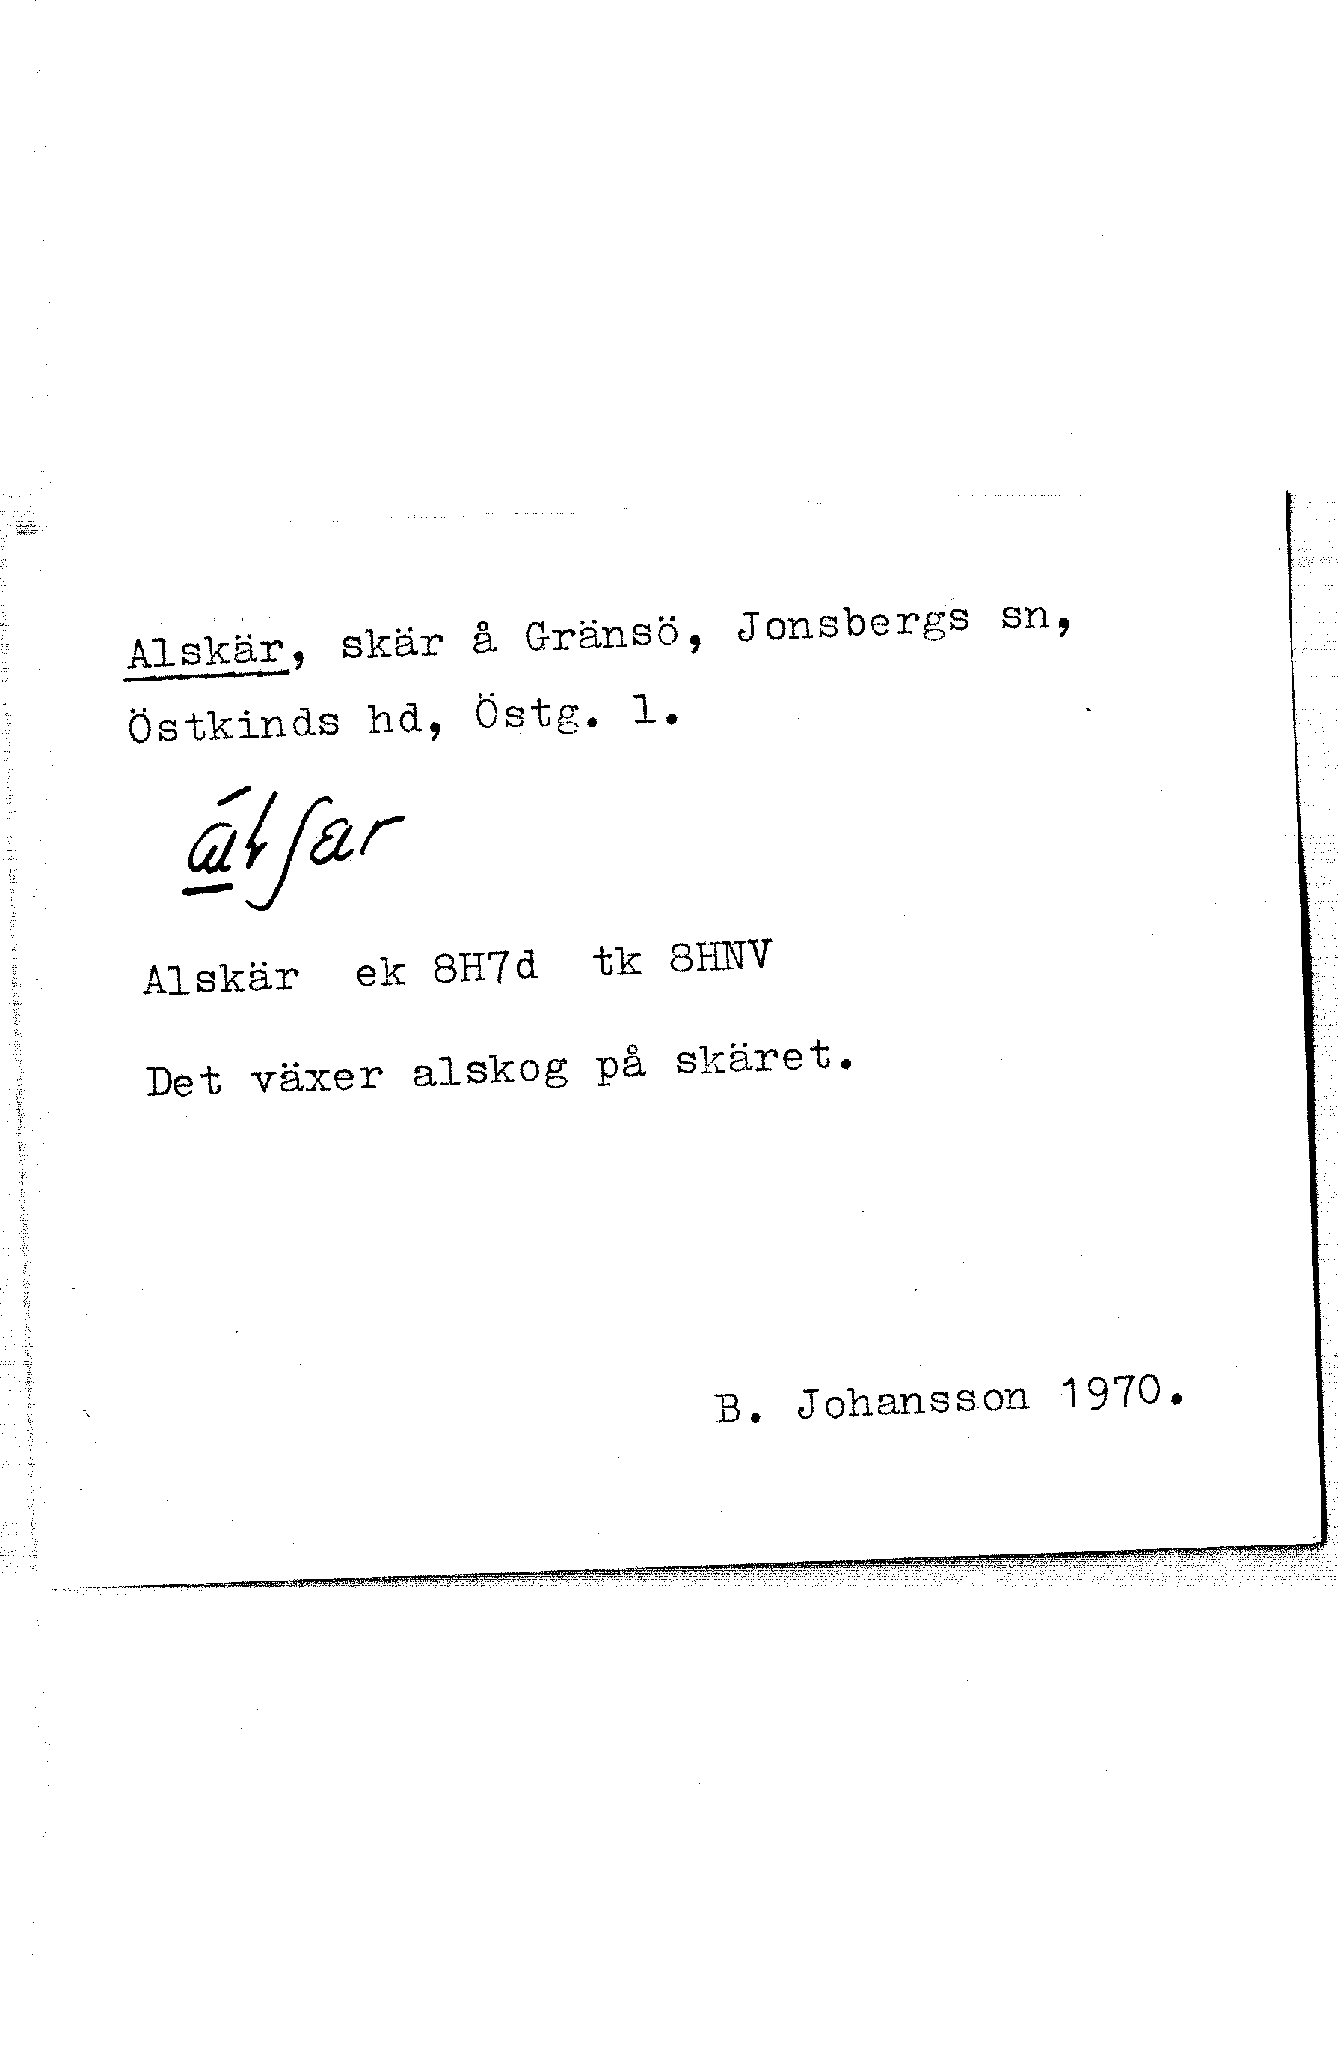 Alskär, skär å Gränsö, Jonsbergs sn,
Östkinds hd, Östg. l.
Alskär ek 8H7d tk 8HNV
Det växer alskog på skäret.
B. Johansson 1970.